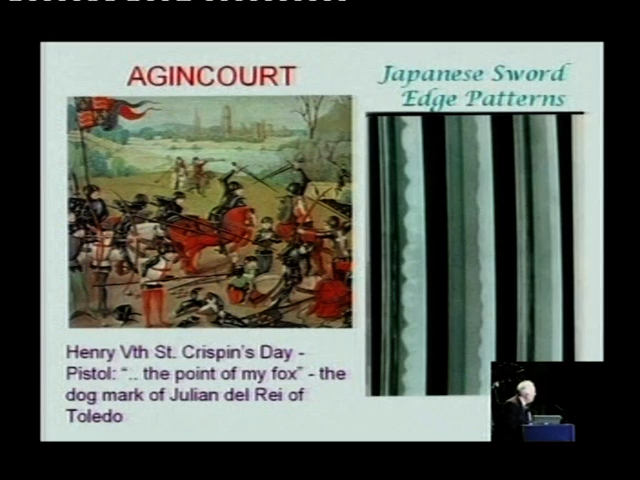 AGINCOURT
Japanese Sword
Edge Patterns
Henry Vth St. Crispin's Day -
Pistol: “.. the point of my fox” - the
dog mark of Julian del Rei of
Toledo